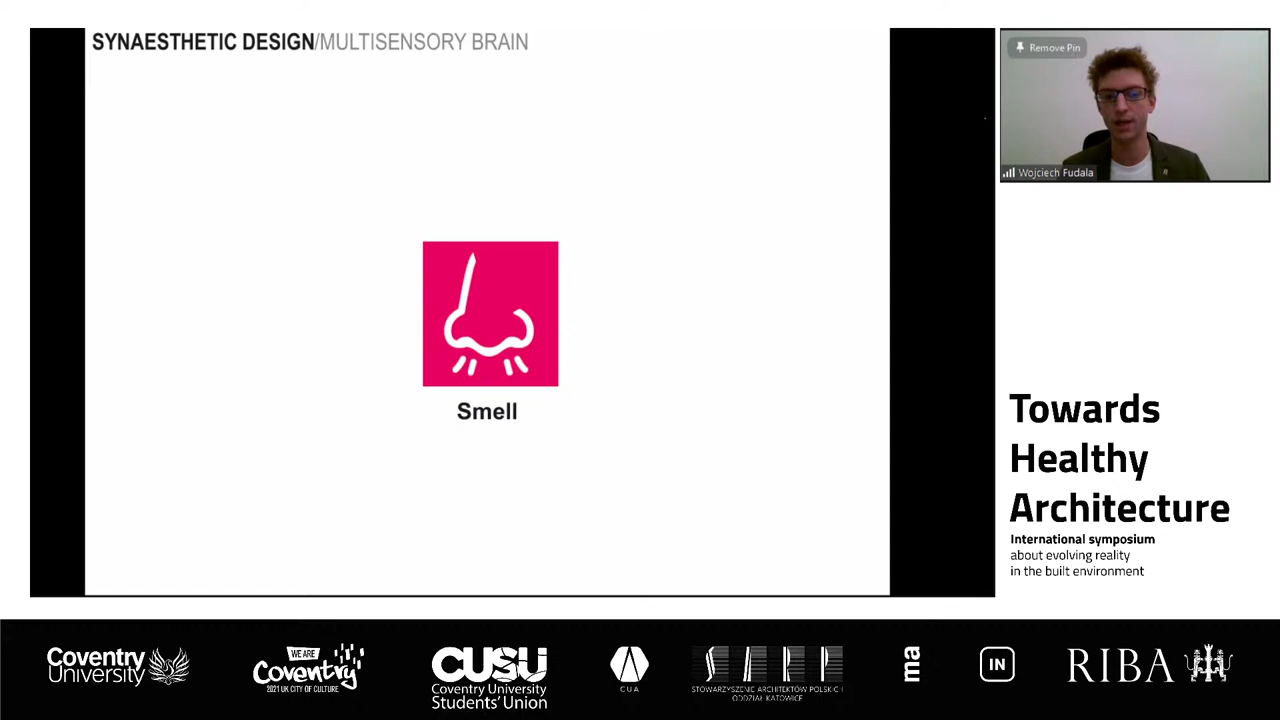 SYNAESTHETIC DESIGN/MULTISENSORY BRAIN
Remove Pin
Wojciech Fudala
Smell
Towards
Healthy
Architecture
International symposium
about evolving reality
in the built environment
Coventry
University
WE ARE
Coventry
2021 UK CITY OF CULTURE
CUSU
Coventry University
Students' Union
CUA
SARP
STOWARZYSZENIE ARCHITEKTÓW POLSKICH
ODDZIAŁ KATOWICE
ma
IN
RIBA